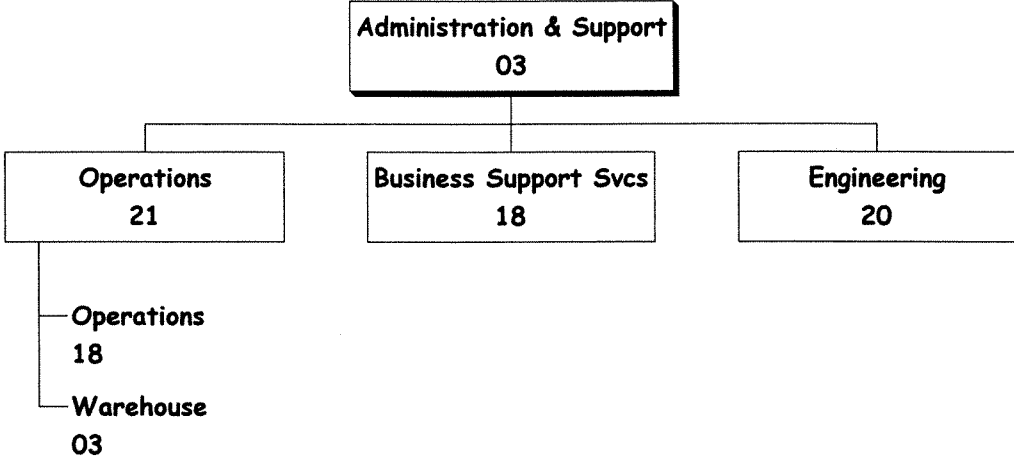 Administration & Support
03
Operations
21
Business Support Svcs
18
Engineering
20
Operations
18
Warehouse
03